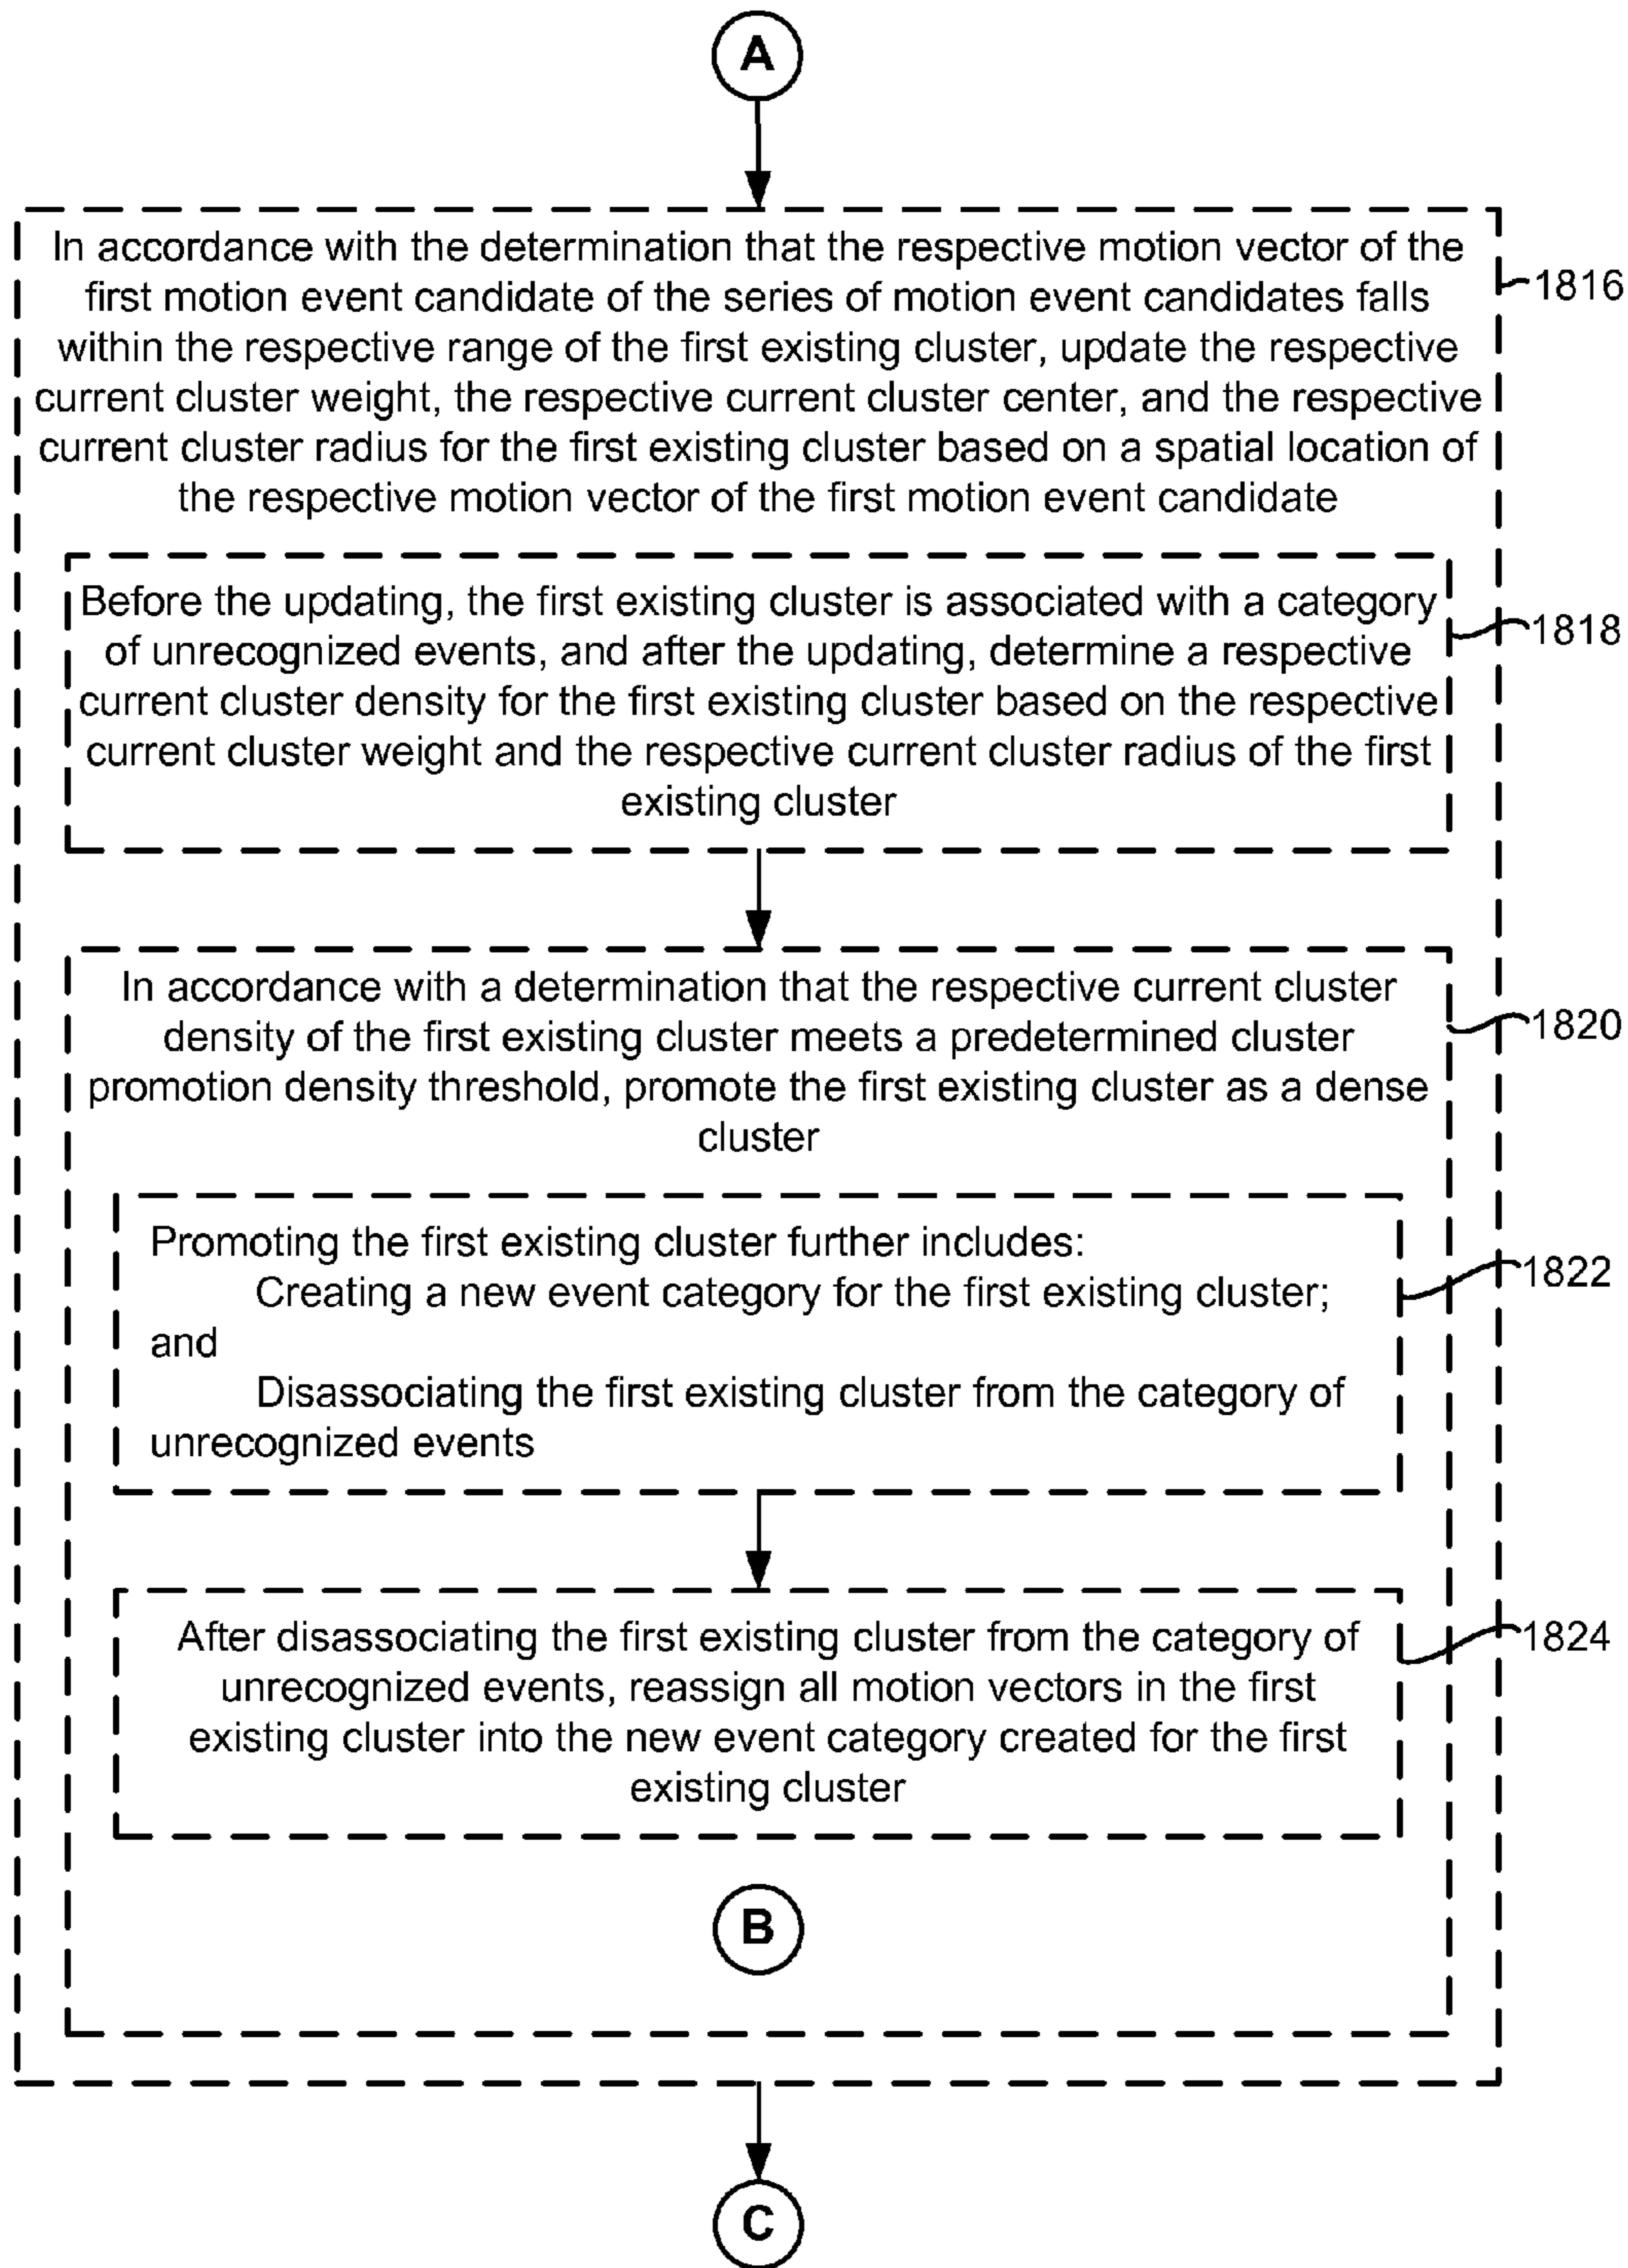 A
In accordance with the determination that the respective motion vector of the
first motion event candidate of the series of motion event candidates falls
within the respective range of the first existing cluster, update the respective
current cluster weight, the respective current cluster center, and the respective
current cluster radius for the first existing cluster based on a spatial location of
the respective motion vector of the first motion event candidate
1816
Before the updating, the first existing cluster is associated with a category
of unrecognized events, and after the updating, determine a respective
current cluster density for the first existing cluster based on the respective
current cluster weight and the respective current cluster radius of the first
existing cluster
1818
In accordance with a determination that the respective current cluster
density of the first existing cluster meets a predetermined cluster
promotion density threshold, promote the first existing cluster as a dense
cluster
1820
Promoting the first existing cluster further includes:
Creating a new event category for the first existing cluster;
and
Disassociating the first existing cluster from the category of
unrecognized events
1822
After disassociating the first existing cluster from the category of
unrecognized events, reassign all motion vectors in the first
existing cluster into the new event category created for the first
existing cluster
1824
B
C